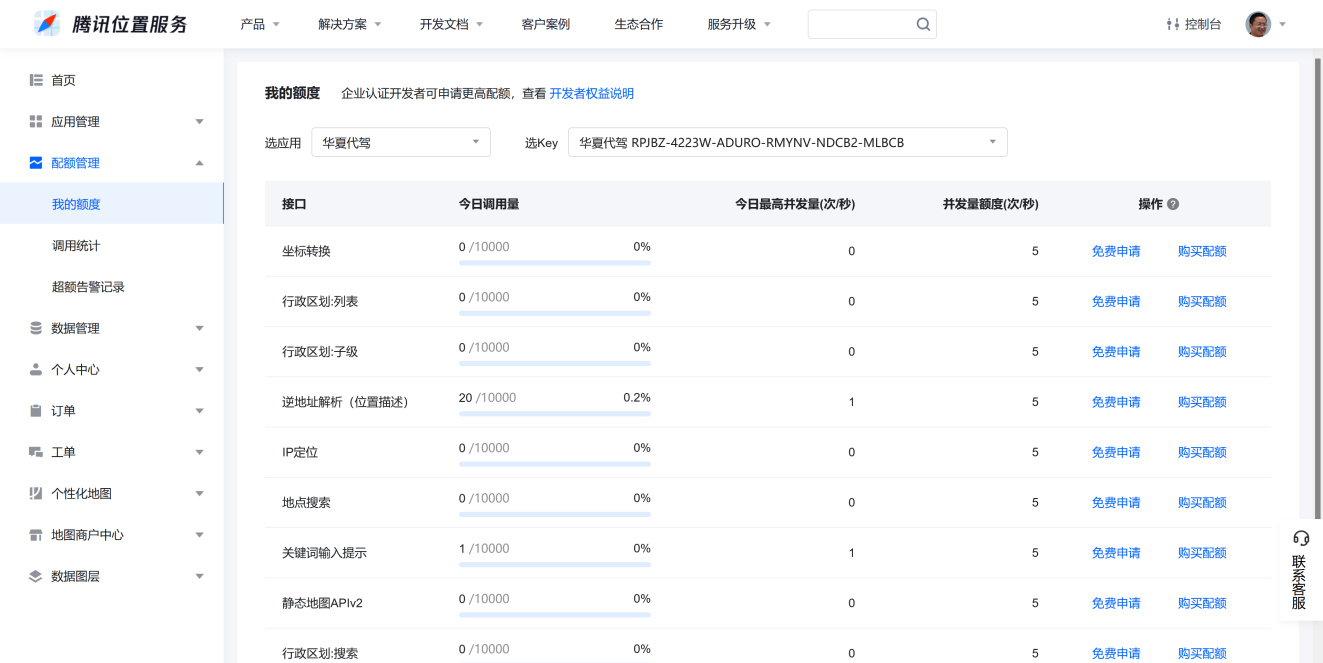 腾讯位置服务 产品 解决方案 开发文档 客户案例 生态合作 服务升级 控制台
首页
应用管理
配额管理
我的额度
调用统计
超额告警记录
数据管理
个人中心
订单
工单
个性化地图
地图商户中心
数据图层
我的额度 企业认证开发者可申请更高配额，查看 开发者权益说明
选应用 华夏代驾 选Key 华夏代驾 RPJBZ-4223W-ADURO-RMYNV-NDCB2-MLBCB
接口 今日调用量 今日最高并发量(次/秒) 并发量额度(次/秒) 操作 ?
坐标转换 0 /10000 0% 0 5 免费申请 购买配额
行政区划:列表 0 /10000 0% 0 5 免费申请 购买配额
行政区划:子级 0 /10000 0% 0 5 免费申请 购买配额
逆地址解析（位置描述） 20 /10000 0.2% 1 5 免费申请 购买配额
IP定位 0 /10000 0% 0 5 免费申请 购买配额
地点搜索 0 /10000 0% 0 5 免费申请 购买配额
关键词输入提示 1 /10000 0% 1 5 免费申请 购买配额
静态地图APIv2 0 /10000 0% 0 5 免费申请 购买配额
行政区划:搜索 0 /10000 0% 0 5 免费申请 购买配额
联系客服